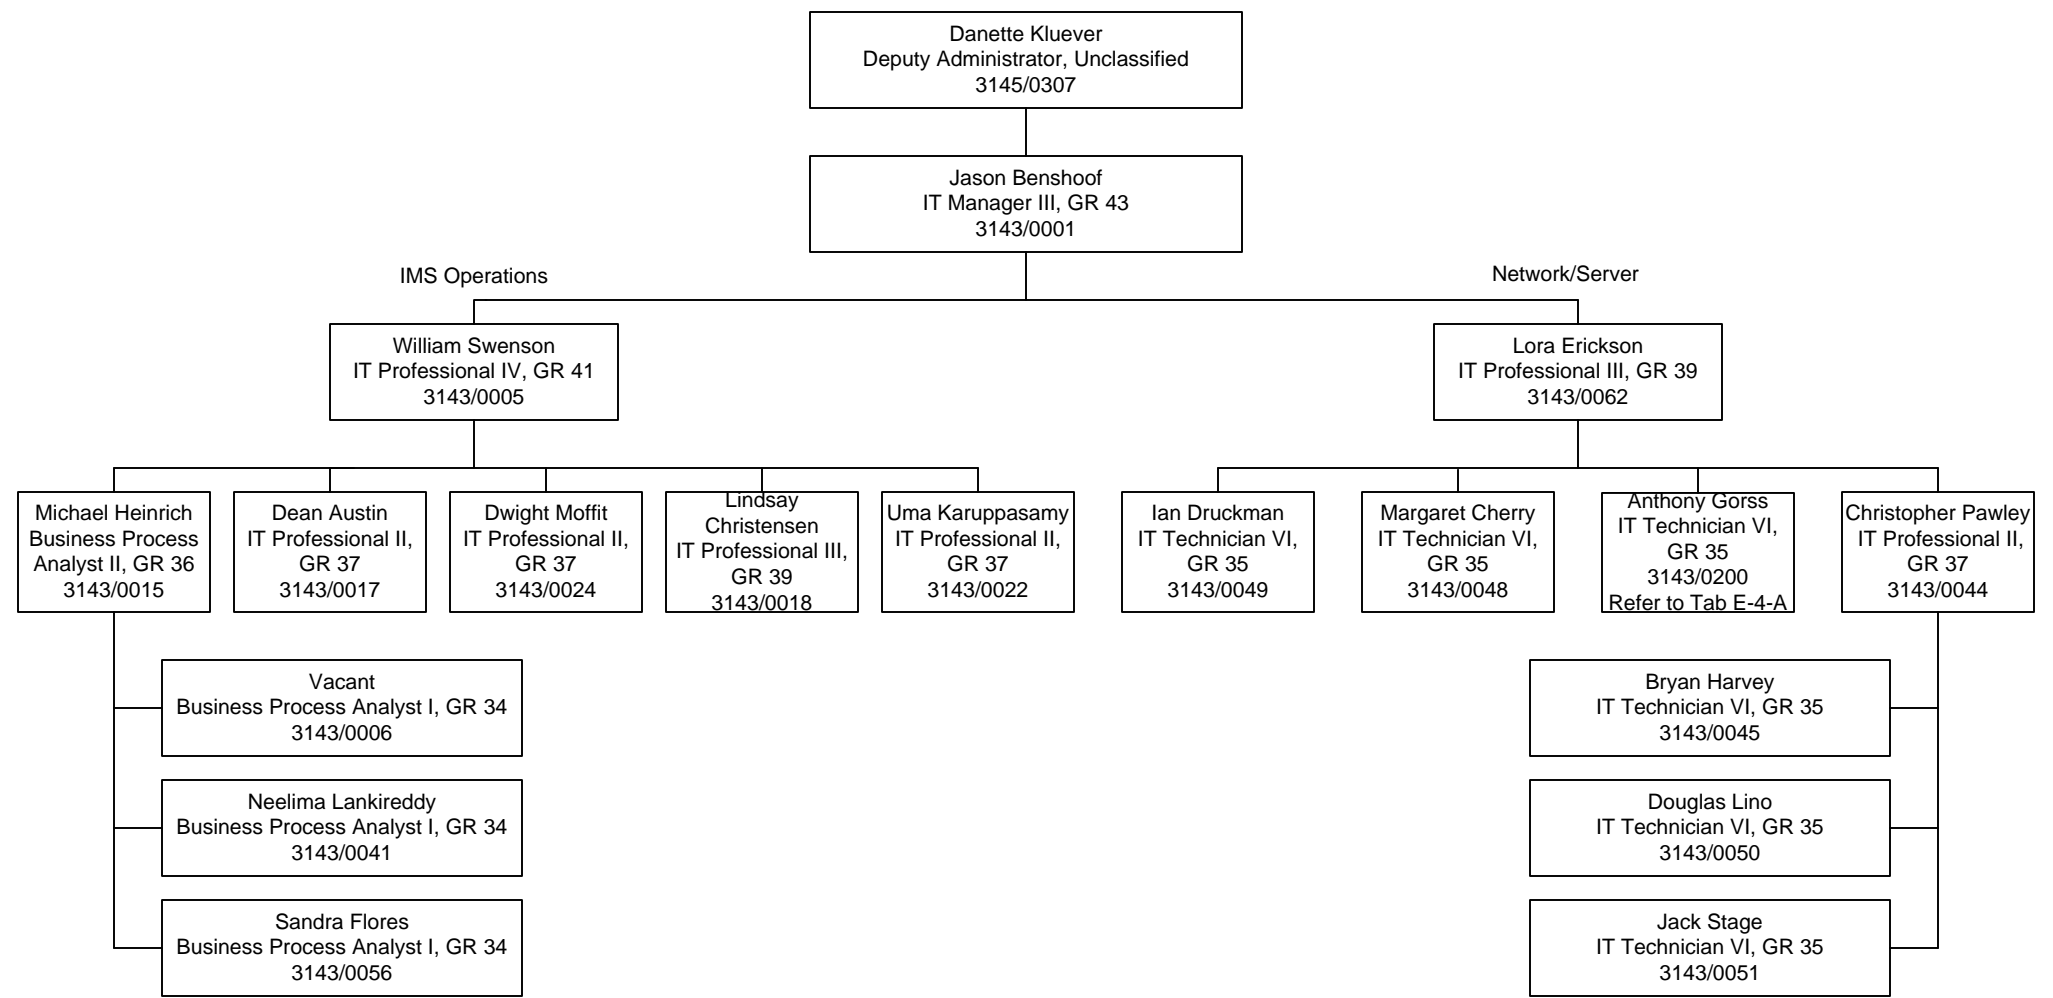 Danette Kluever
Deputy Administrator, Unclassified
3145/0307
Jason Benshoof
IT Manager III, GR 43
3143/0001
IMS Operations
Network/Server
William Swenson
IT Professional IV, GR 41
3143/0005
Lora Erickson
IT Professional III, GR 39
3143/0062
Michael Heinrich
Business Process
Analyst II, GR 36
3143/0015
Dean Austin
IT Professional II,
GR 37
3143/0017
Dwight Moffit
IT Professional II,
GR 37
3143/0024
Lindsay
Christensen
IT Professional III,
GR 39
3143/0018
Uma Karuppasamy
IT Professional II,
GR 37
3143/0022
Ian Druckman
IT Technician VI,
GR 35
3143/0049
Margaret Cherry
IT Technician VI,
GR 35
3143/0048
Anthony Gorss
IT Technician VI,
GR 35
3143/0200
Refer to Tab E-4-A
Christopher Pawley
IT Professional II,
GR 37
3143/0044
Vacant
Business Process Analyst I, GR 34
3143/0006
Neelima Lankireddy
Business Process Analyst I, GR 34
3143/0041
Sandra Flores
Business Process Analyst I, GR 34
3143/0056
Bryan Harvey
IT Technician VI, GR 35
3143/0045
Douglas Lino
IT Technician VI, GR 35
3143/0050
Jack Stage
IT Technician VI, GR 35
3143/0051